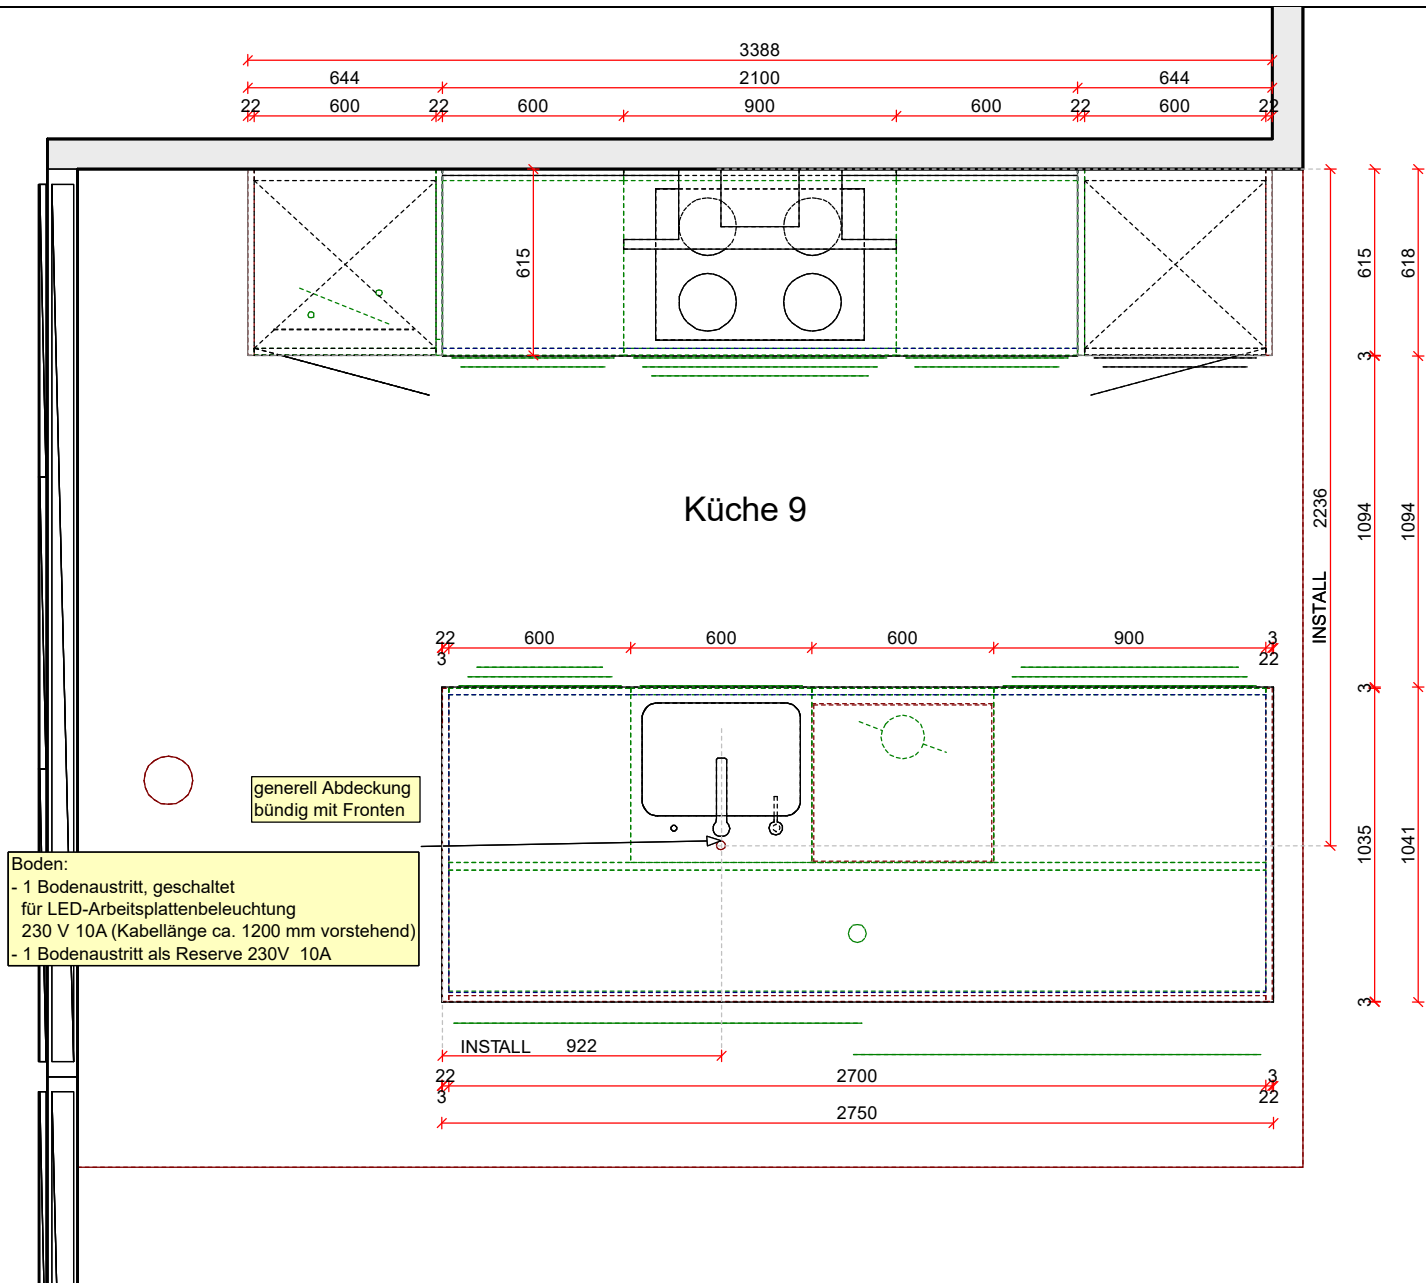 3388
644 2100 644
22 600 22 600 900 600 22 600 22
615
615
618
3
Küche 9
2236
INSTALL
1094
1094
22 600 600 600 900 3
3 22
3
generell Abdeckung
bündig mit Fronten
Boden:
- 1 Bodenaustritt, geschaltet
für LED-Arbeitsplattenbeleuchtung
230 V 10A (Kabellänge ca. 1200 mm vorstehend)
- 1 Bodenaustritt als Reserve 230V 10A
1035
1041
3
INSTALL 922
22 2700 3
3 22
2750